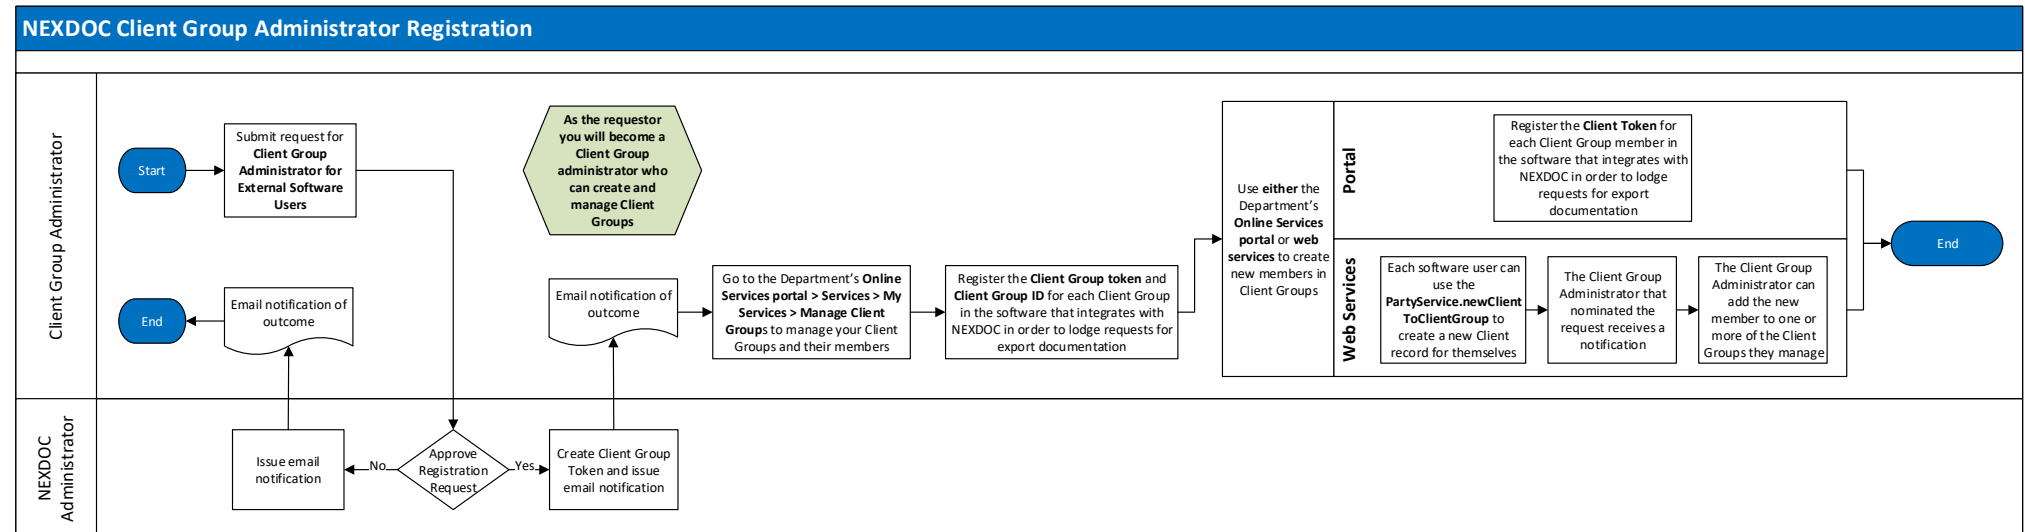 NEXDOC Client Group Administrator Registration
Client Group Administrator
Start
Submit request for
Client Group
Administrator for
External Software
Users
As the requestor
you will become a
Client Group
administrator who
can create and
manage Client
Groups
End
Email notification of
outcome
Email notification of
outcome
Go to the Department's Online
Services portal > Services > My
Services > Manage Client
Groups to manage your Client
Groups and their members
Register the Client Group token and
Client Group ID for each Client Group
in the software that integrates with
NEXDOC in order to lodge requests for
export documentation
Use either the
Department's
Online Services
portal or web
services to create
new members in
Client Groups
Portal
Register the Client Token for
each Client Group member in
the software that integrates with
NEXDOC in order to lodge
requests for export
documentation
Web Services
Each software user can
use the
PartyService.newClient
ToClientGroup to
create a new Client
record for themselves
The Client Group
Administrator that
nominated the
request receives a
notification
The Client Group
Administrator can
add the new
member to one or
more of the Client
Groups they manage
End
NEXDOC
Administrator
Issue email
notification
No
Approve
Registration
Request
Yes
Create Client Group
Token and issue
email notification